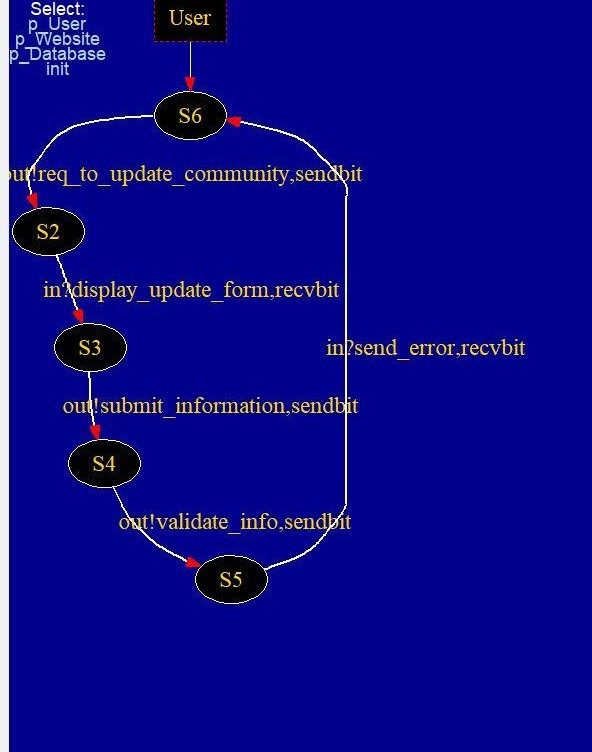 Select:
p_User
p_Website
p_Database
init
User
S6
out!req_to_update_community,sendbit
S2
in?display_update_form,recvbit
S3
in?send_error,recvbit
out!submit_information,sendbit
S4
out!validate_info,sendbit
S5